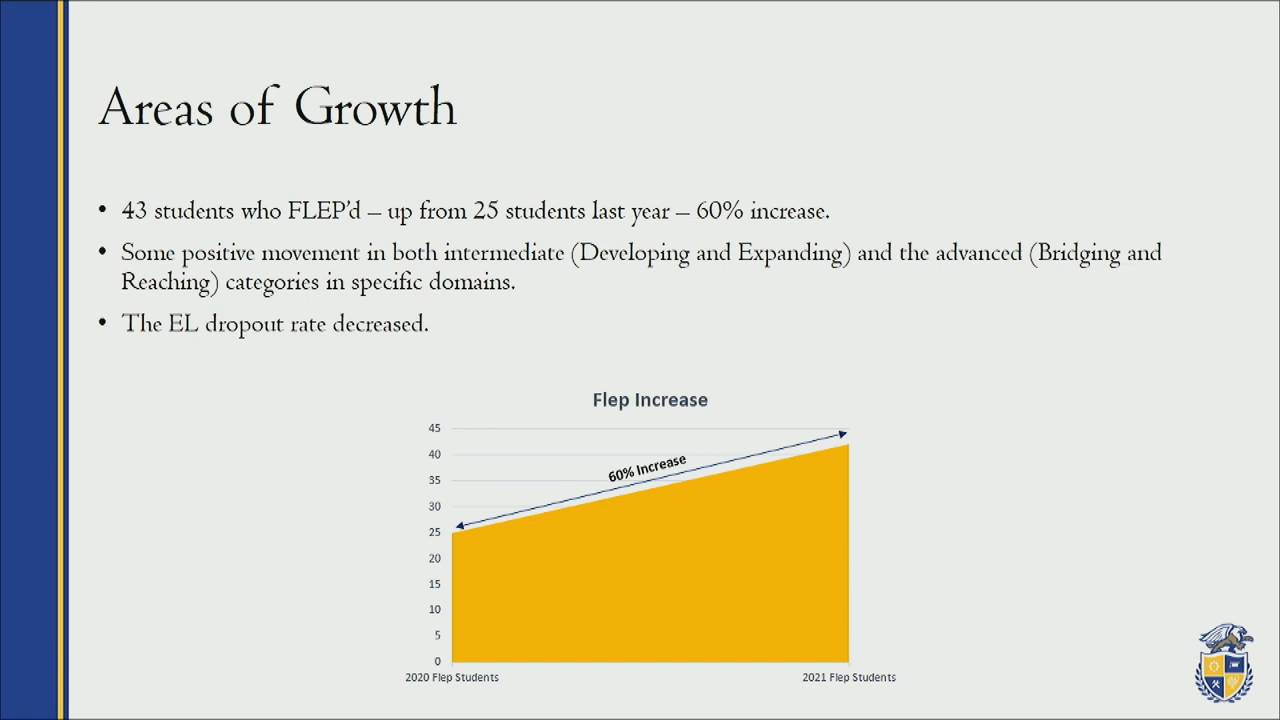 Areas of Growth
• 43 students who FLEP'd – up from 25 students last year – 60% increase.
• Some positive movement in both intermediate (Developing and Expanding) and the advanced (Bridging and
Reaching) categories in specific domains.
• The EL dropout rate decreased.
Flep Increase
45
40
35
30
25
20
15
10
5
0
60% Increase
2020 Flep Students
2021 Flep Students